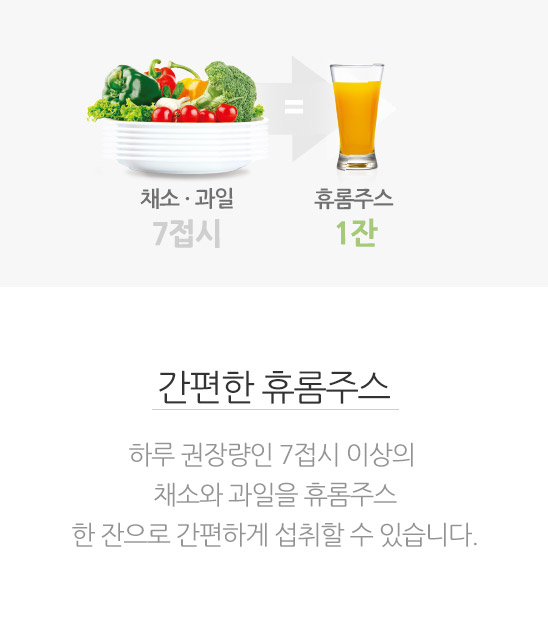 =
채소 · 과일
7접시
휴롬주스
1잔
간편한 휴롬주스
하루 권장량인 7접시 이상의
채소와 과일을 휴롬주스
한 잔으로 간편하게 섭취할 수 있습니다.